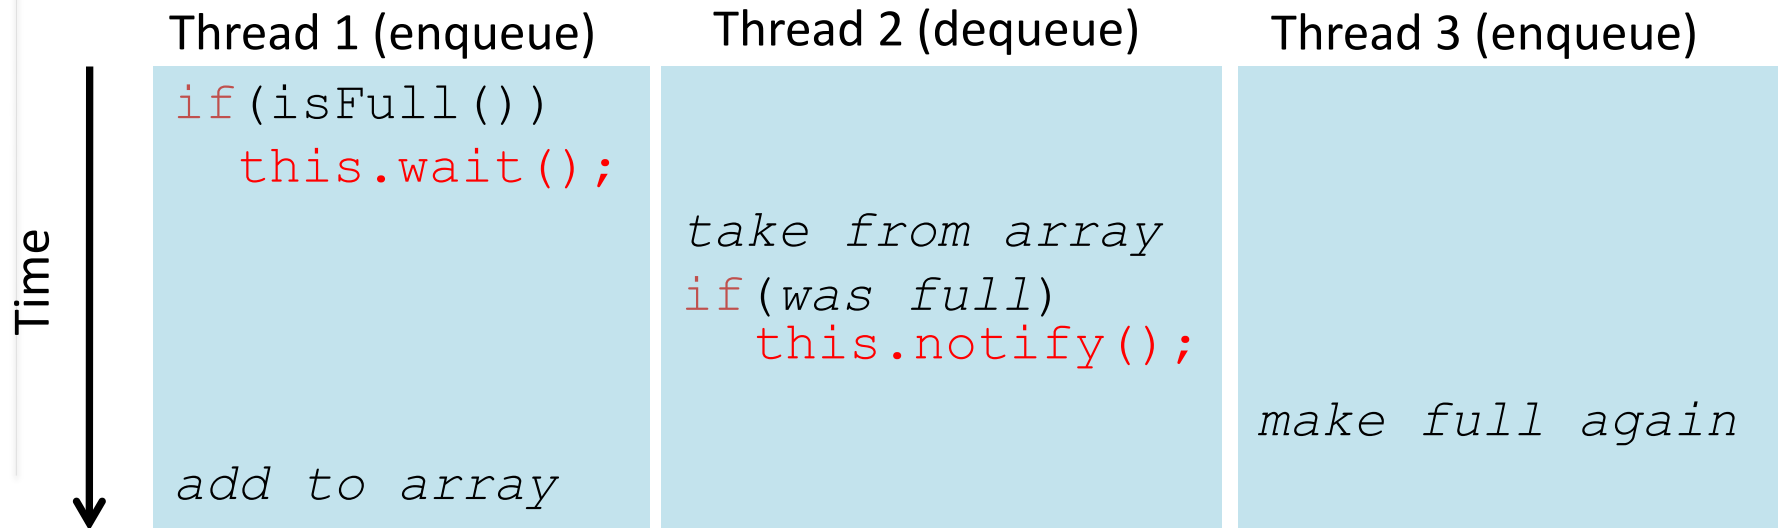 Thread 1 (enqueue)
Thread 2 (dequeue)
Thread 3 (enqueue)
Time
if(isFull())
this.wait();
take from array
if(was full)
this.notify();
make full again
add to array